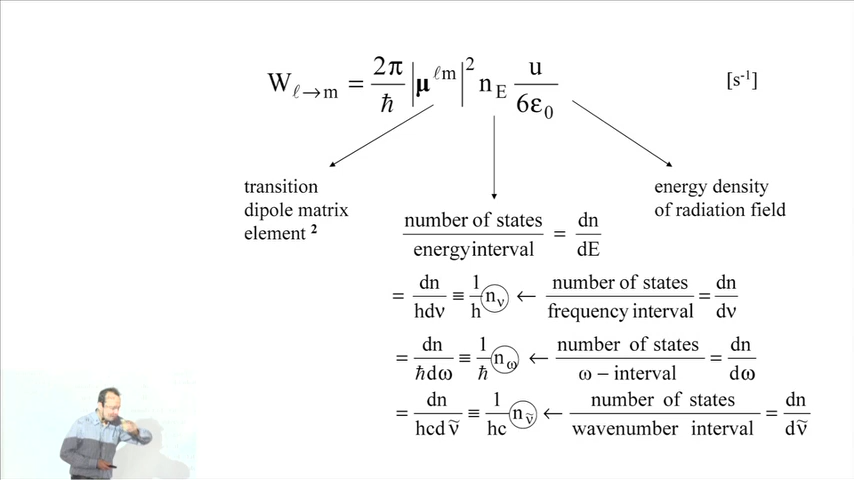 W ℓ→m = 2π/ħ |μ^ℓm|² n_E u/6ε₀ [s⁻¹]
transition
dipole matrix
element ²
energy density
of radiation field
number of states/energy interval = dn/dE
= dn/hdν ≡ 1/h n_ν ← number of states/frequency interval = dn/dν
= dn/ħdω ≡ 1/ħ n_ω ← number of states/ω − interval = dn/dω
= dn/hcdν̃ ≡ 1/hc n_ν̃ ← number of states/wavenumber interval = dn/dν̃